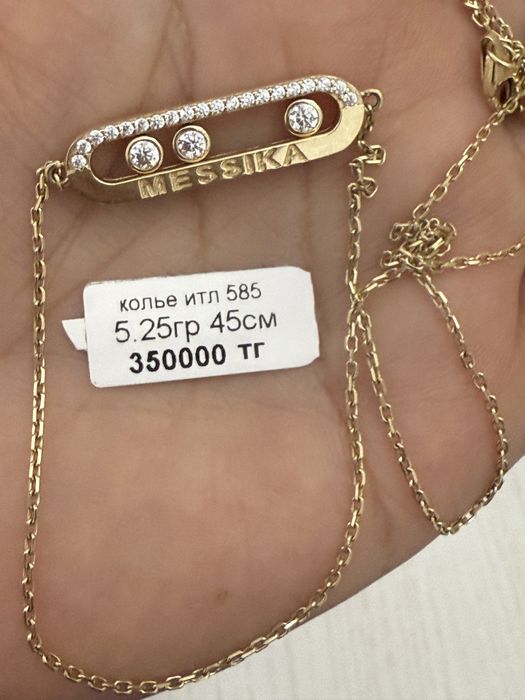 MESSIKA
колье итл 585
5.25гр 45см
350000 тг